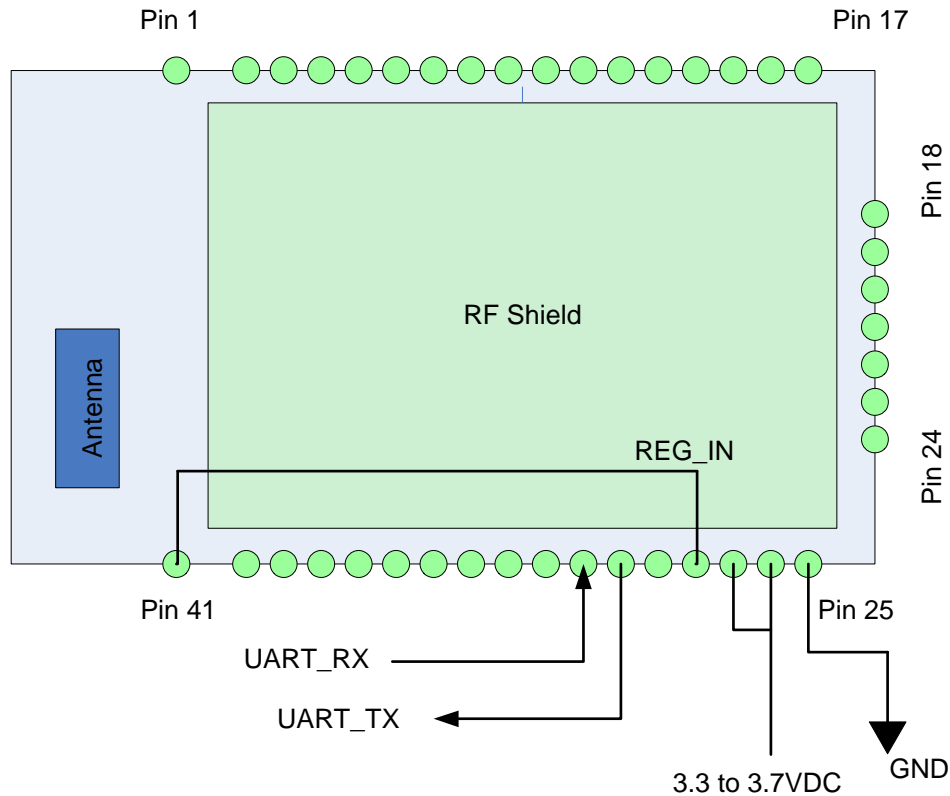 Pin 1
Pin 17
Pin 18
RF Shield
Antenna
REG_IN
Pin 24
Pin 41
Pin 25
UART_RX
UART_TX
GND
3.3 to 3.7VDC